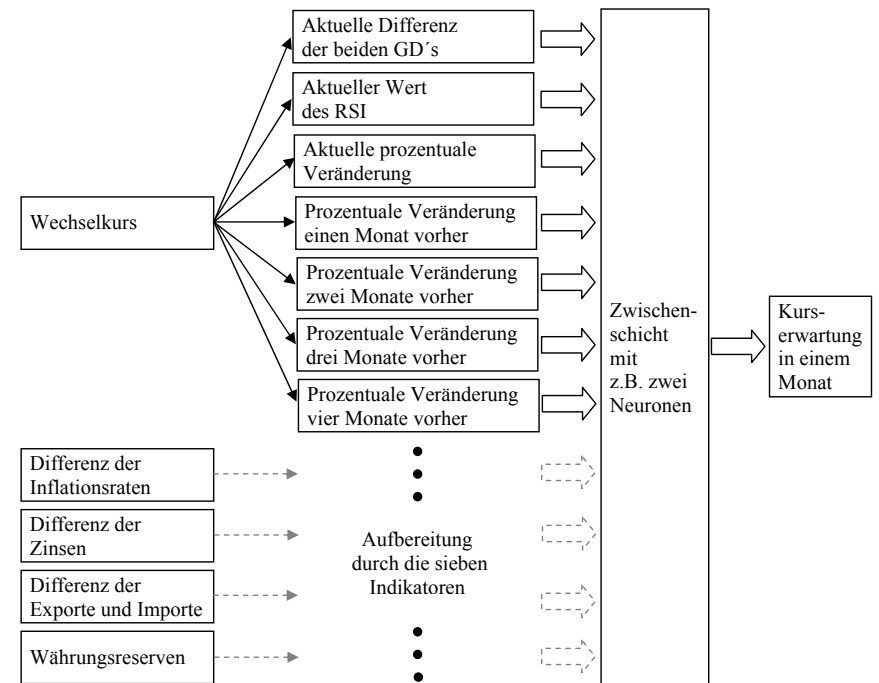 Aktuelle Differenz
der beiden GD´s
Aktueller Wert
des RSI
Aktuelle prozentuale
Veränderung
Wechselkurs
Prozentuale Veränderung
einen Monat vorher
Prozentuale Veränderung
zwei Monate vorher
Prozentuale Veränderung
drei Monate vorher
Prozentuale Veränderung
vier Monate vorher
Zwischen-
schicht
mit
z.B. zwei
Neuronen
Kurs-
erwartung
in einem
Monat
Differenz der
Inflationsraten
Differenz der
Zinsen
Differenz der
Exporte und Importe
Währungsreserven
Aufbereitung
durch die sieben
Indikatoren